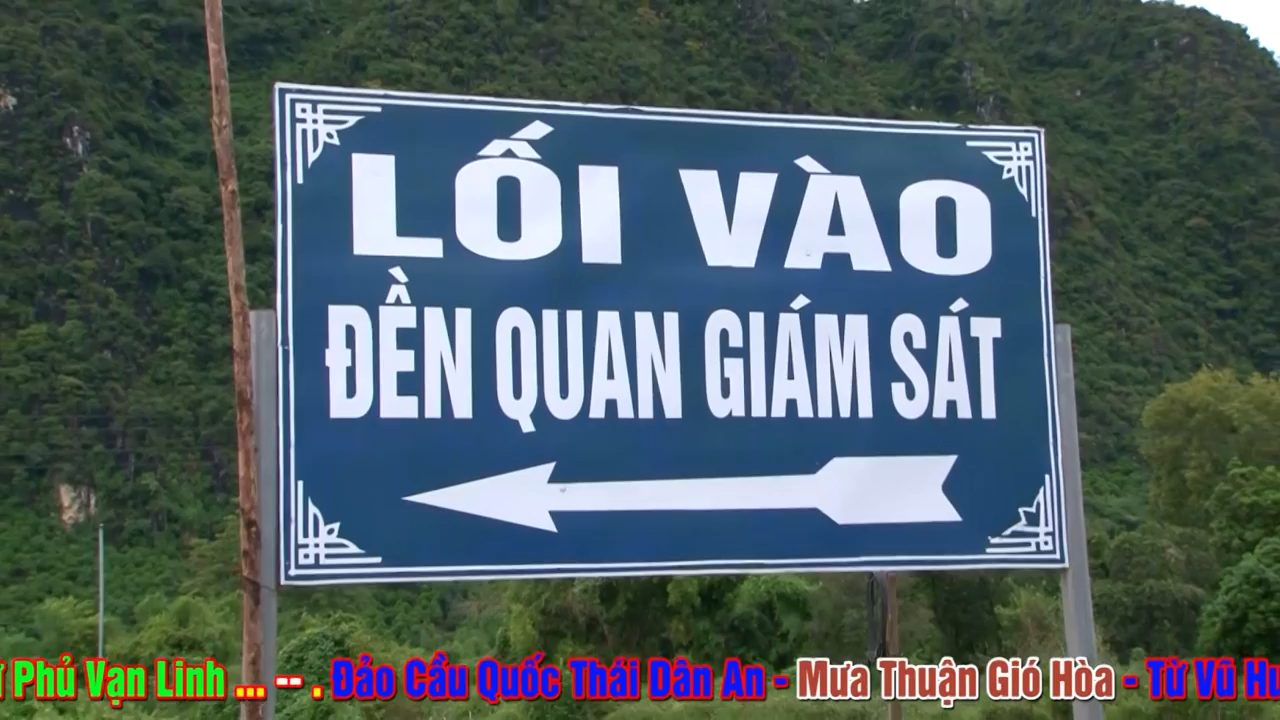 LỐI VÀO
ĐỀN QUAN GIÁM SÁT
Phủ Vạn Linh ... -- . Đảo Cầu Quốc Thái Dân An - Mưa Thuận Gió Hòa - Từ Vũ